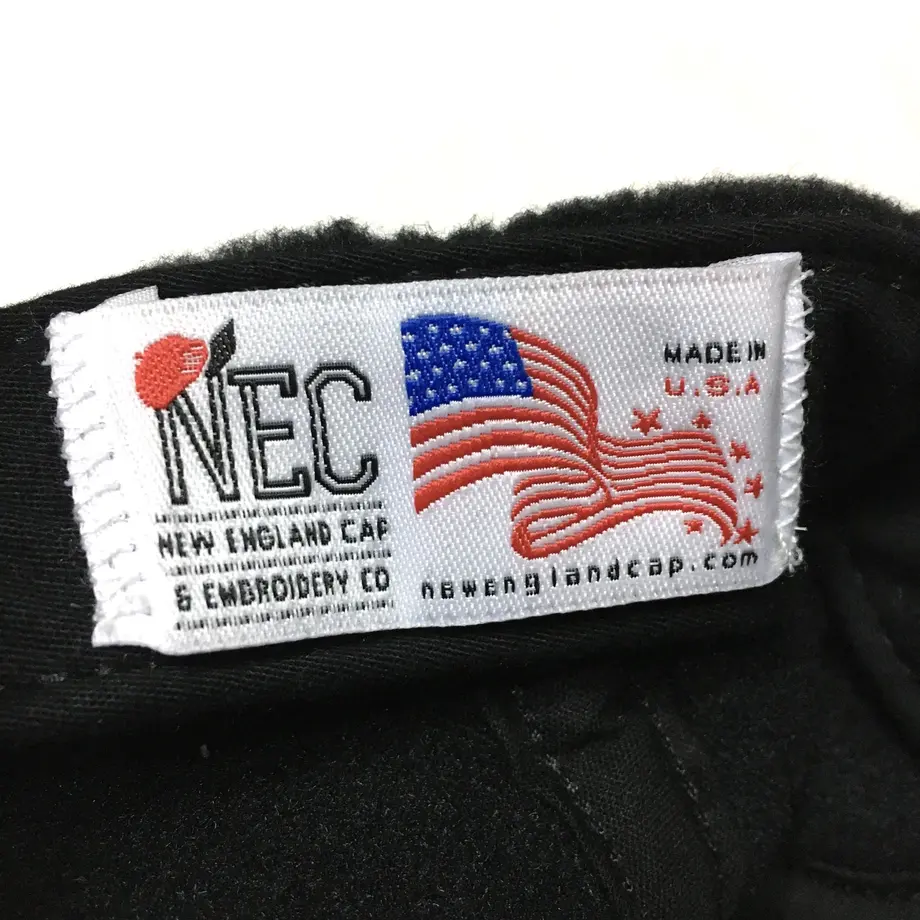 NEC
NEW ENGLAND CAP
& EMBROIDERY CO
MADE IN
U.S.A
newenglandcap.com